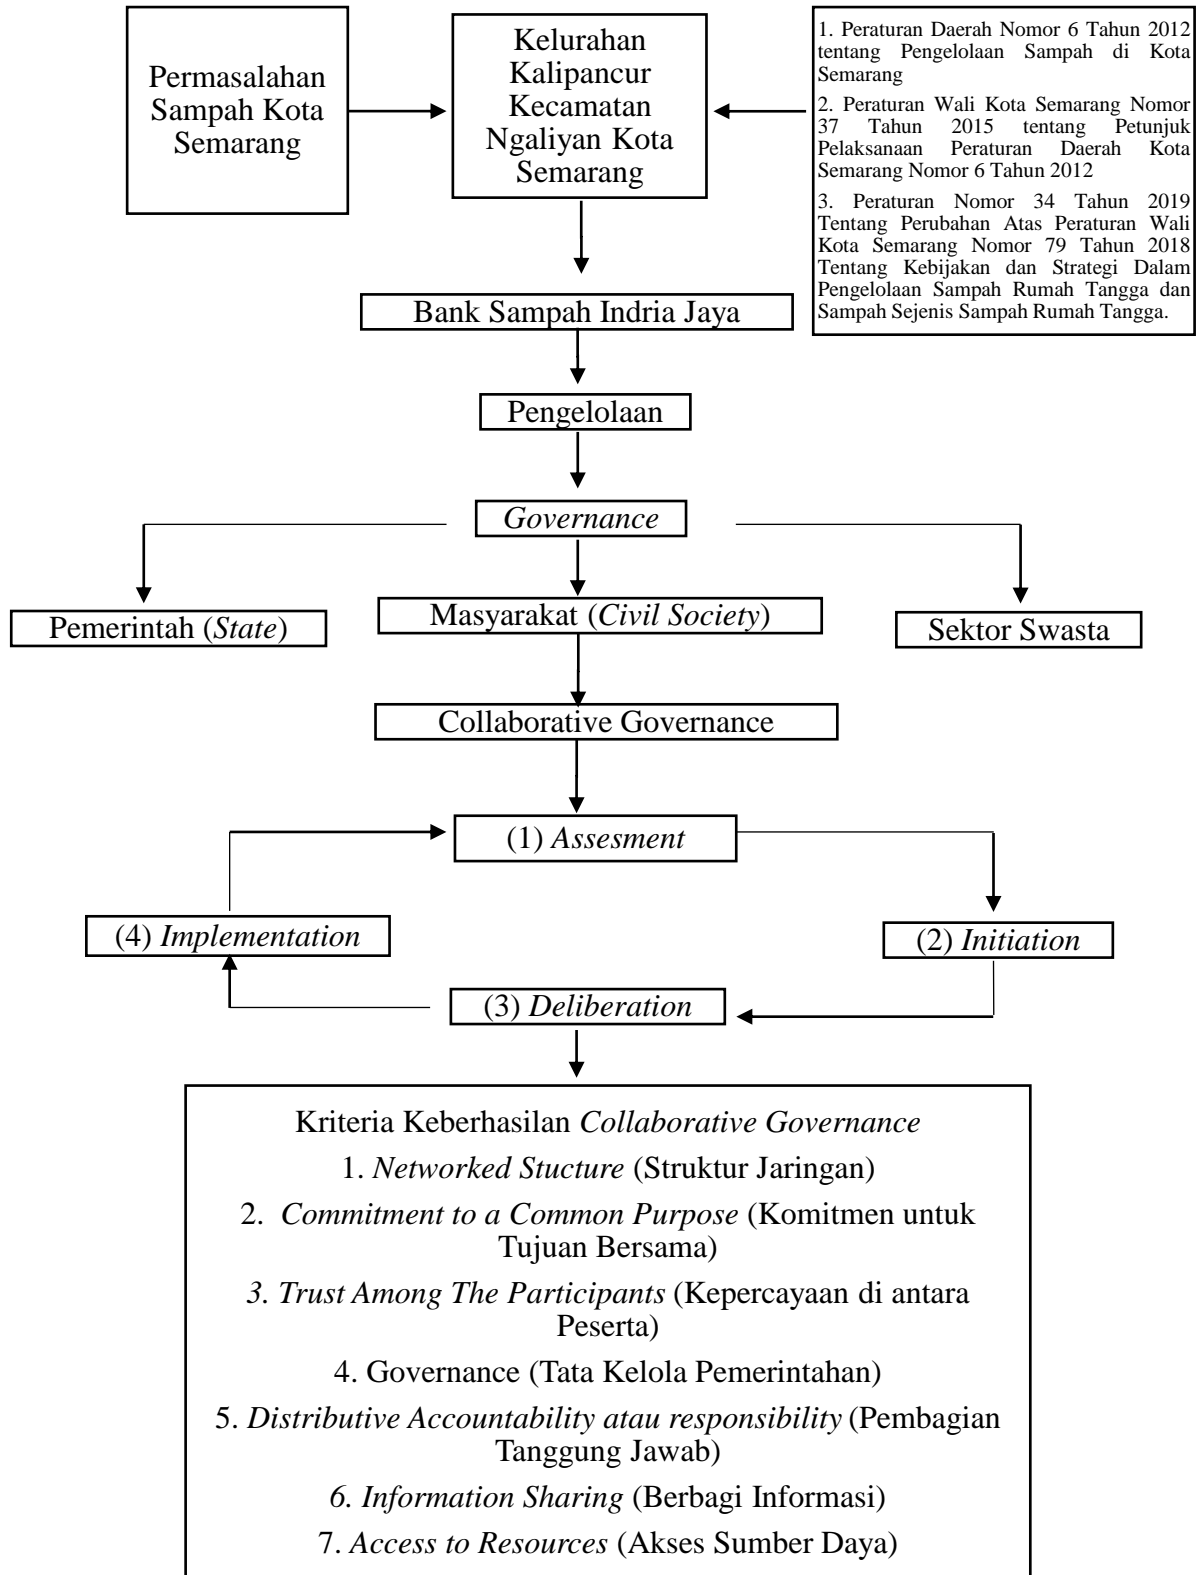 Permasalahan
Sampah Kota
Semarang
Kelurahan
Kalipancur
Kecamatan
Ngaliyan Kota
Semarang
1. Peraturan Daerah Nomor 6 Tahun 2012
tentang Pengelolaan Sampah di Kota
Semarang
2. Peraturan Wali Kota Semarang Nomor
37 Tahun 2015 tentang Petunjuk
Pelaksanaan Peraturan Daerah Kota
Semarang Nomor 6 Tahun 2012
3. Peraturan Nomor 34 Tahun 2019
Tentang Perubahan Atas Peraturan Wali
Kota Semarang Nomor 79 Tahun 2018
Tentang Kebijakan dan Strategi Dalam
Pengelolaan Sampah Rumah Tangga dan
Sampah Sejenis Sampah Rumah Tangga.
Bank Sampah Indria Jaya
Pengelolaan
Governance
Pemerintah (State)
Masyarakat (Civil Society)
Sektor Swasta
Collaborative Governance
(1) Assesment
(4) Implementation
(2) Initiation
(3) Deliberation
Kriteria Keberhasilan Collaborative Governance
1. Networked Stucture (Struktur Jaringan)
2. Commitment to a Common Purpose (Komitmen untuk
Tujuan Bersama)
3. Trust Among The Participants (Kepercayaan di antara
Peserta)
4. Governance (Tata Kelola Pemerintahan)
5. Distributive Accountability atau responsibility (Pembagian
Tanggung Jawab)
6. Information Sharing (Berbagi Informasi)
7. Access to Resources (Akses Sumber Daya)